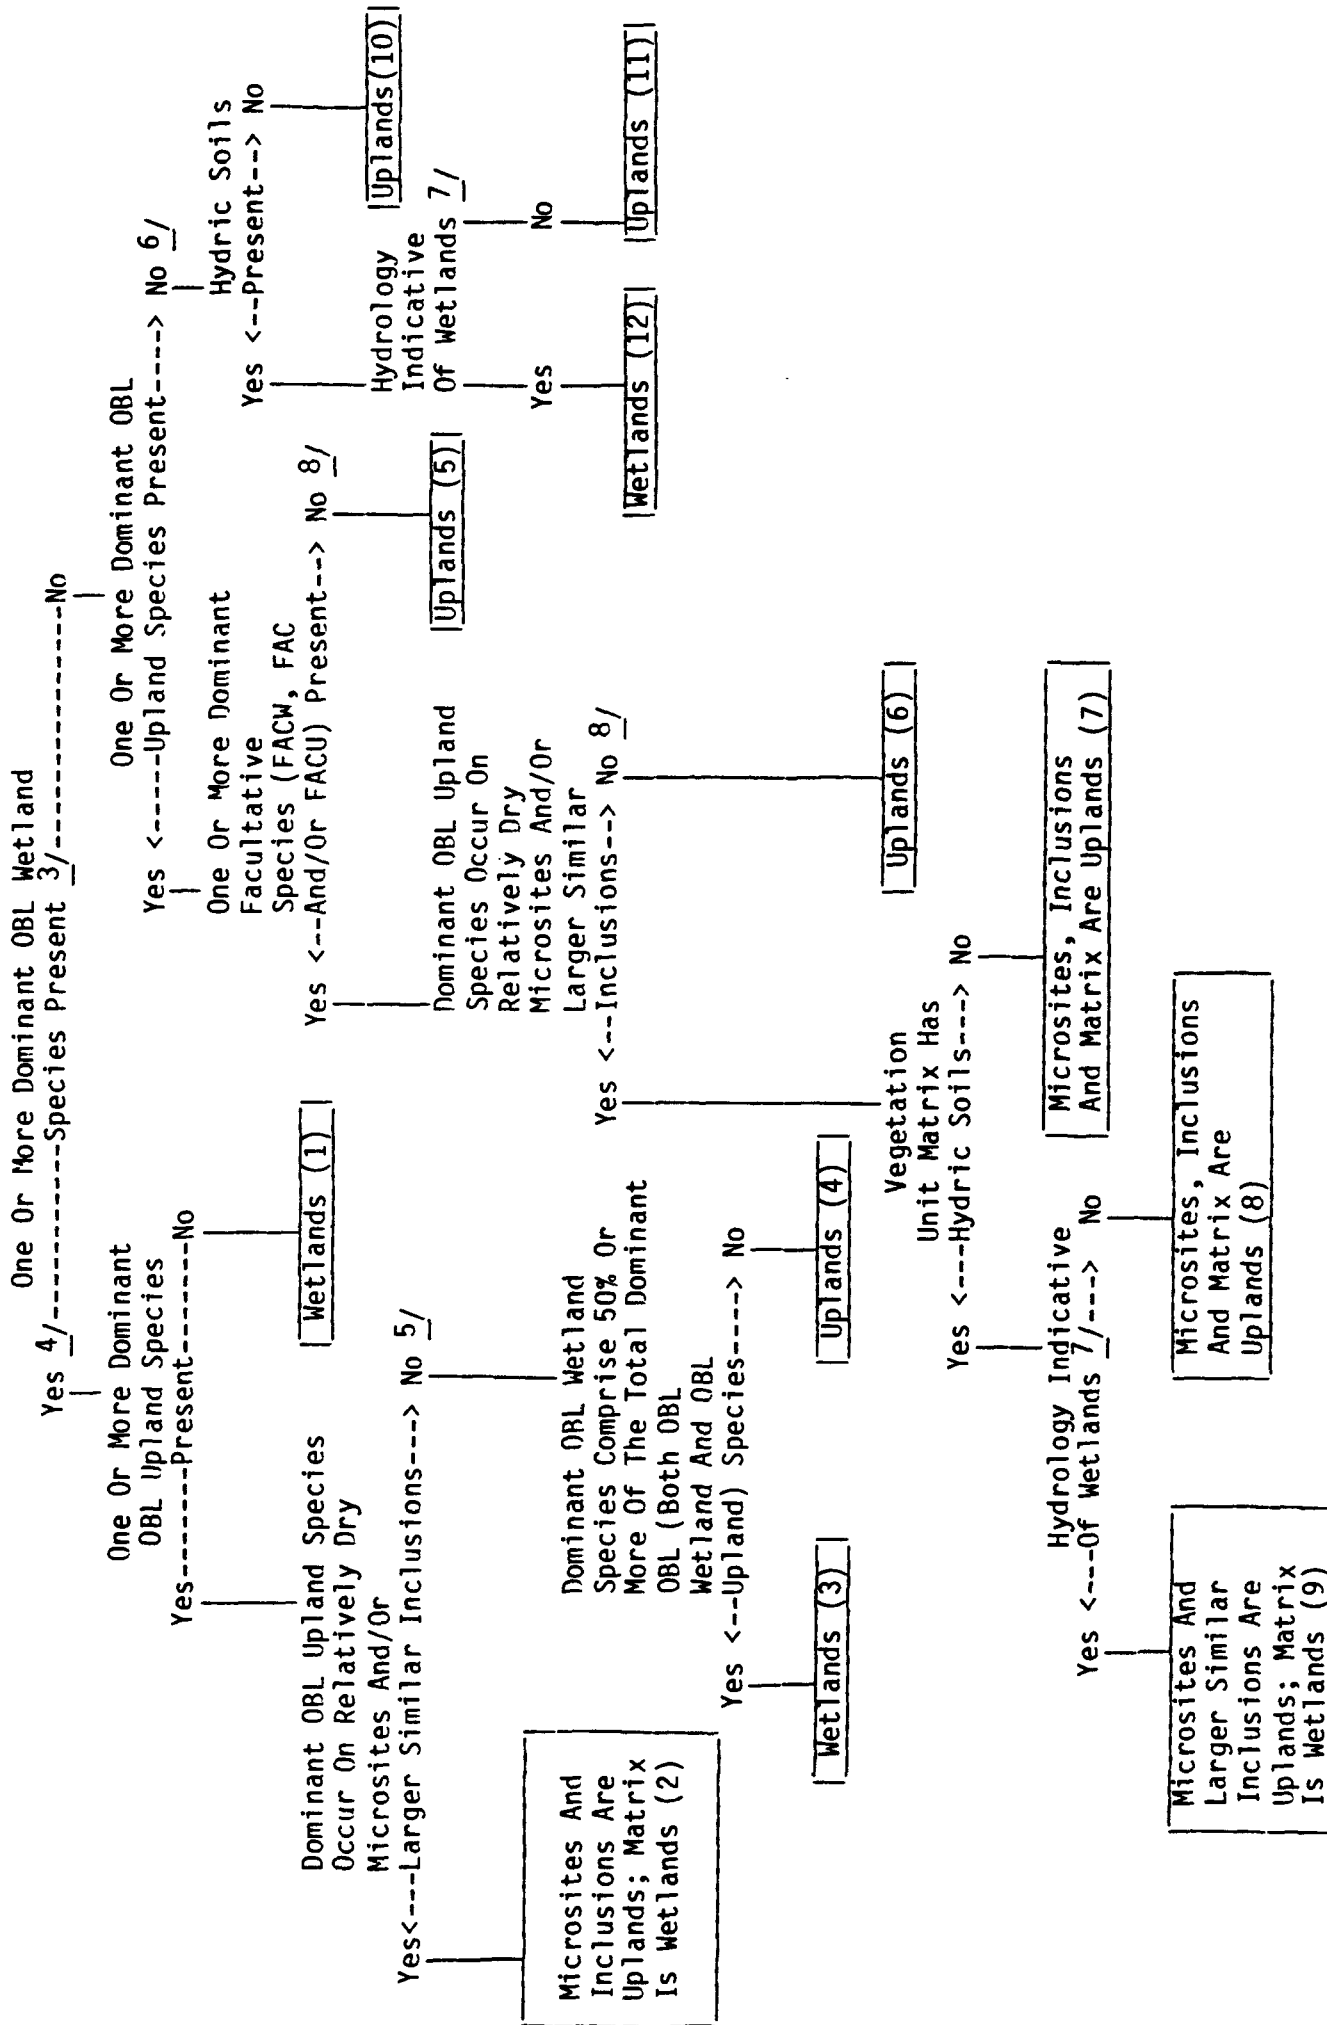 One Or More Dominant OBL Wetland
Yes 4/----------Species Present 3/--------------No
One Or More Dominant
OBL Upland Species
Yes-------Present-------No
One Or More Dominant OBL
Yes <-----Upland Species Present-----> No 6/
Wetlands (1)
One Or More Dominant
Facultative
Species (FACW, FAC
Yes <--And/Or FACU) Present--> No 8/
Hydric Soils
Yes <--Present--> No
Uplands(10)
Dominant OBL Upland Species
Occur On Relatively Dry
Microsites And/Or
Yes<---Larger Similar Inclusions----> No 5/
Uplands (5)
Hydrology
Indicative
Of Wetlands 7/
Yes
No
Wetlands (12)
Uplands (11)
Microsites And
Inclusions Are
Uplands; Matrix
Is Wetlands (2)
Dominant OBL Wetland
Species Comprise 50% Or
More Of The Total Dominant
OBL (Both OBL
Wetland And OBL
Yes <--Upland) Species----> No
Dominant OBL Upland
Species Occur On
Relatively Dry
Microsites And/Or
Larger Similar
Yes <--Inclusions--> No 8/
Wetlands (3)
Uplands (4)
Vegetation
Unit Matrix Has
Yes <---Hydric Soils---> No
Uplands (6)
Hydrology Indicative
Yes <---Of Wetlands 7/----> No
Microsites, Inclusions
And Matrix Are Uplands (7)
Microsites And
Larger Similar
Inclusions Are
Uplands; Matrix
Is Wetlands (9)
Microsites, Inclusions
And Matrix Are
Uplands (8)